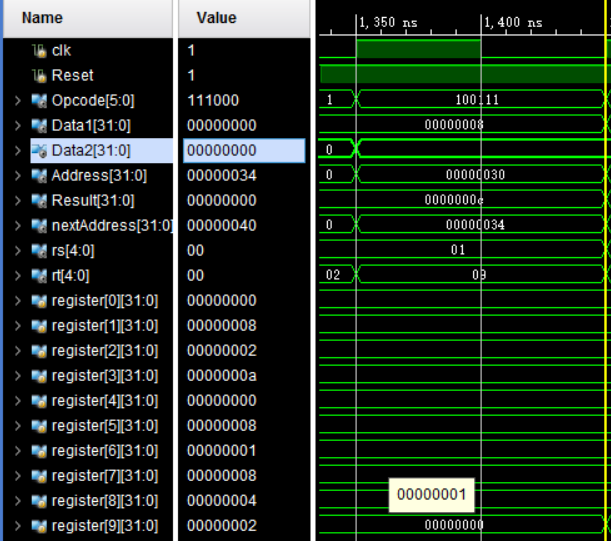 Name Value
1,350 ns 1,400 ns
clk 1
Reset 1
Opcode[5:0] 111000 1 100111
Data1[31:0] 00000000 00000008
Data2[31:0] 00000000 0
Address[31:0] 00000034 0 00000030
Result[31:0] 00000000 0000000c
nextAddress[31:0] 00000040 0 00000034
rs[4:0] 00 01
rt[4:0] 00 02 09
register[0][31:0] 00000000
register[1][31:0] 00000008
register[2][31:0] 00000002
register[3][31:0] 0000000a
register[4][31:0] 00000000
register[5][31:0] 00000008
register[6][31:0] 00000001
register[7][31:0] 00000008
register[8][31:0] 00000004 00000001
register[9][31:0] 00000002 00000000